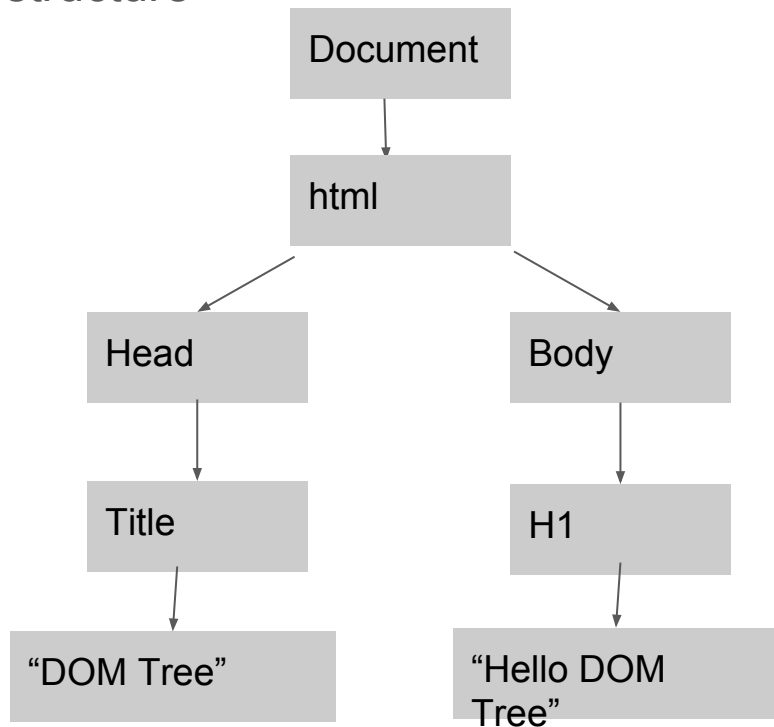 Document
html
Head
Body
Title
H1
“DOM Tree”
“Hello DOM
Tree”